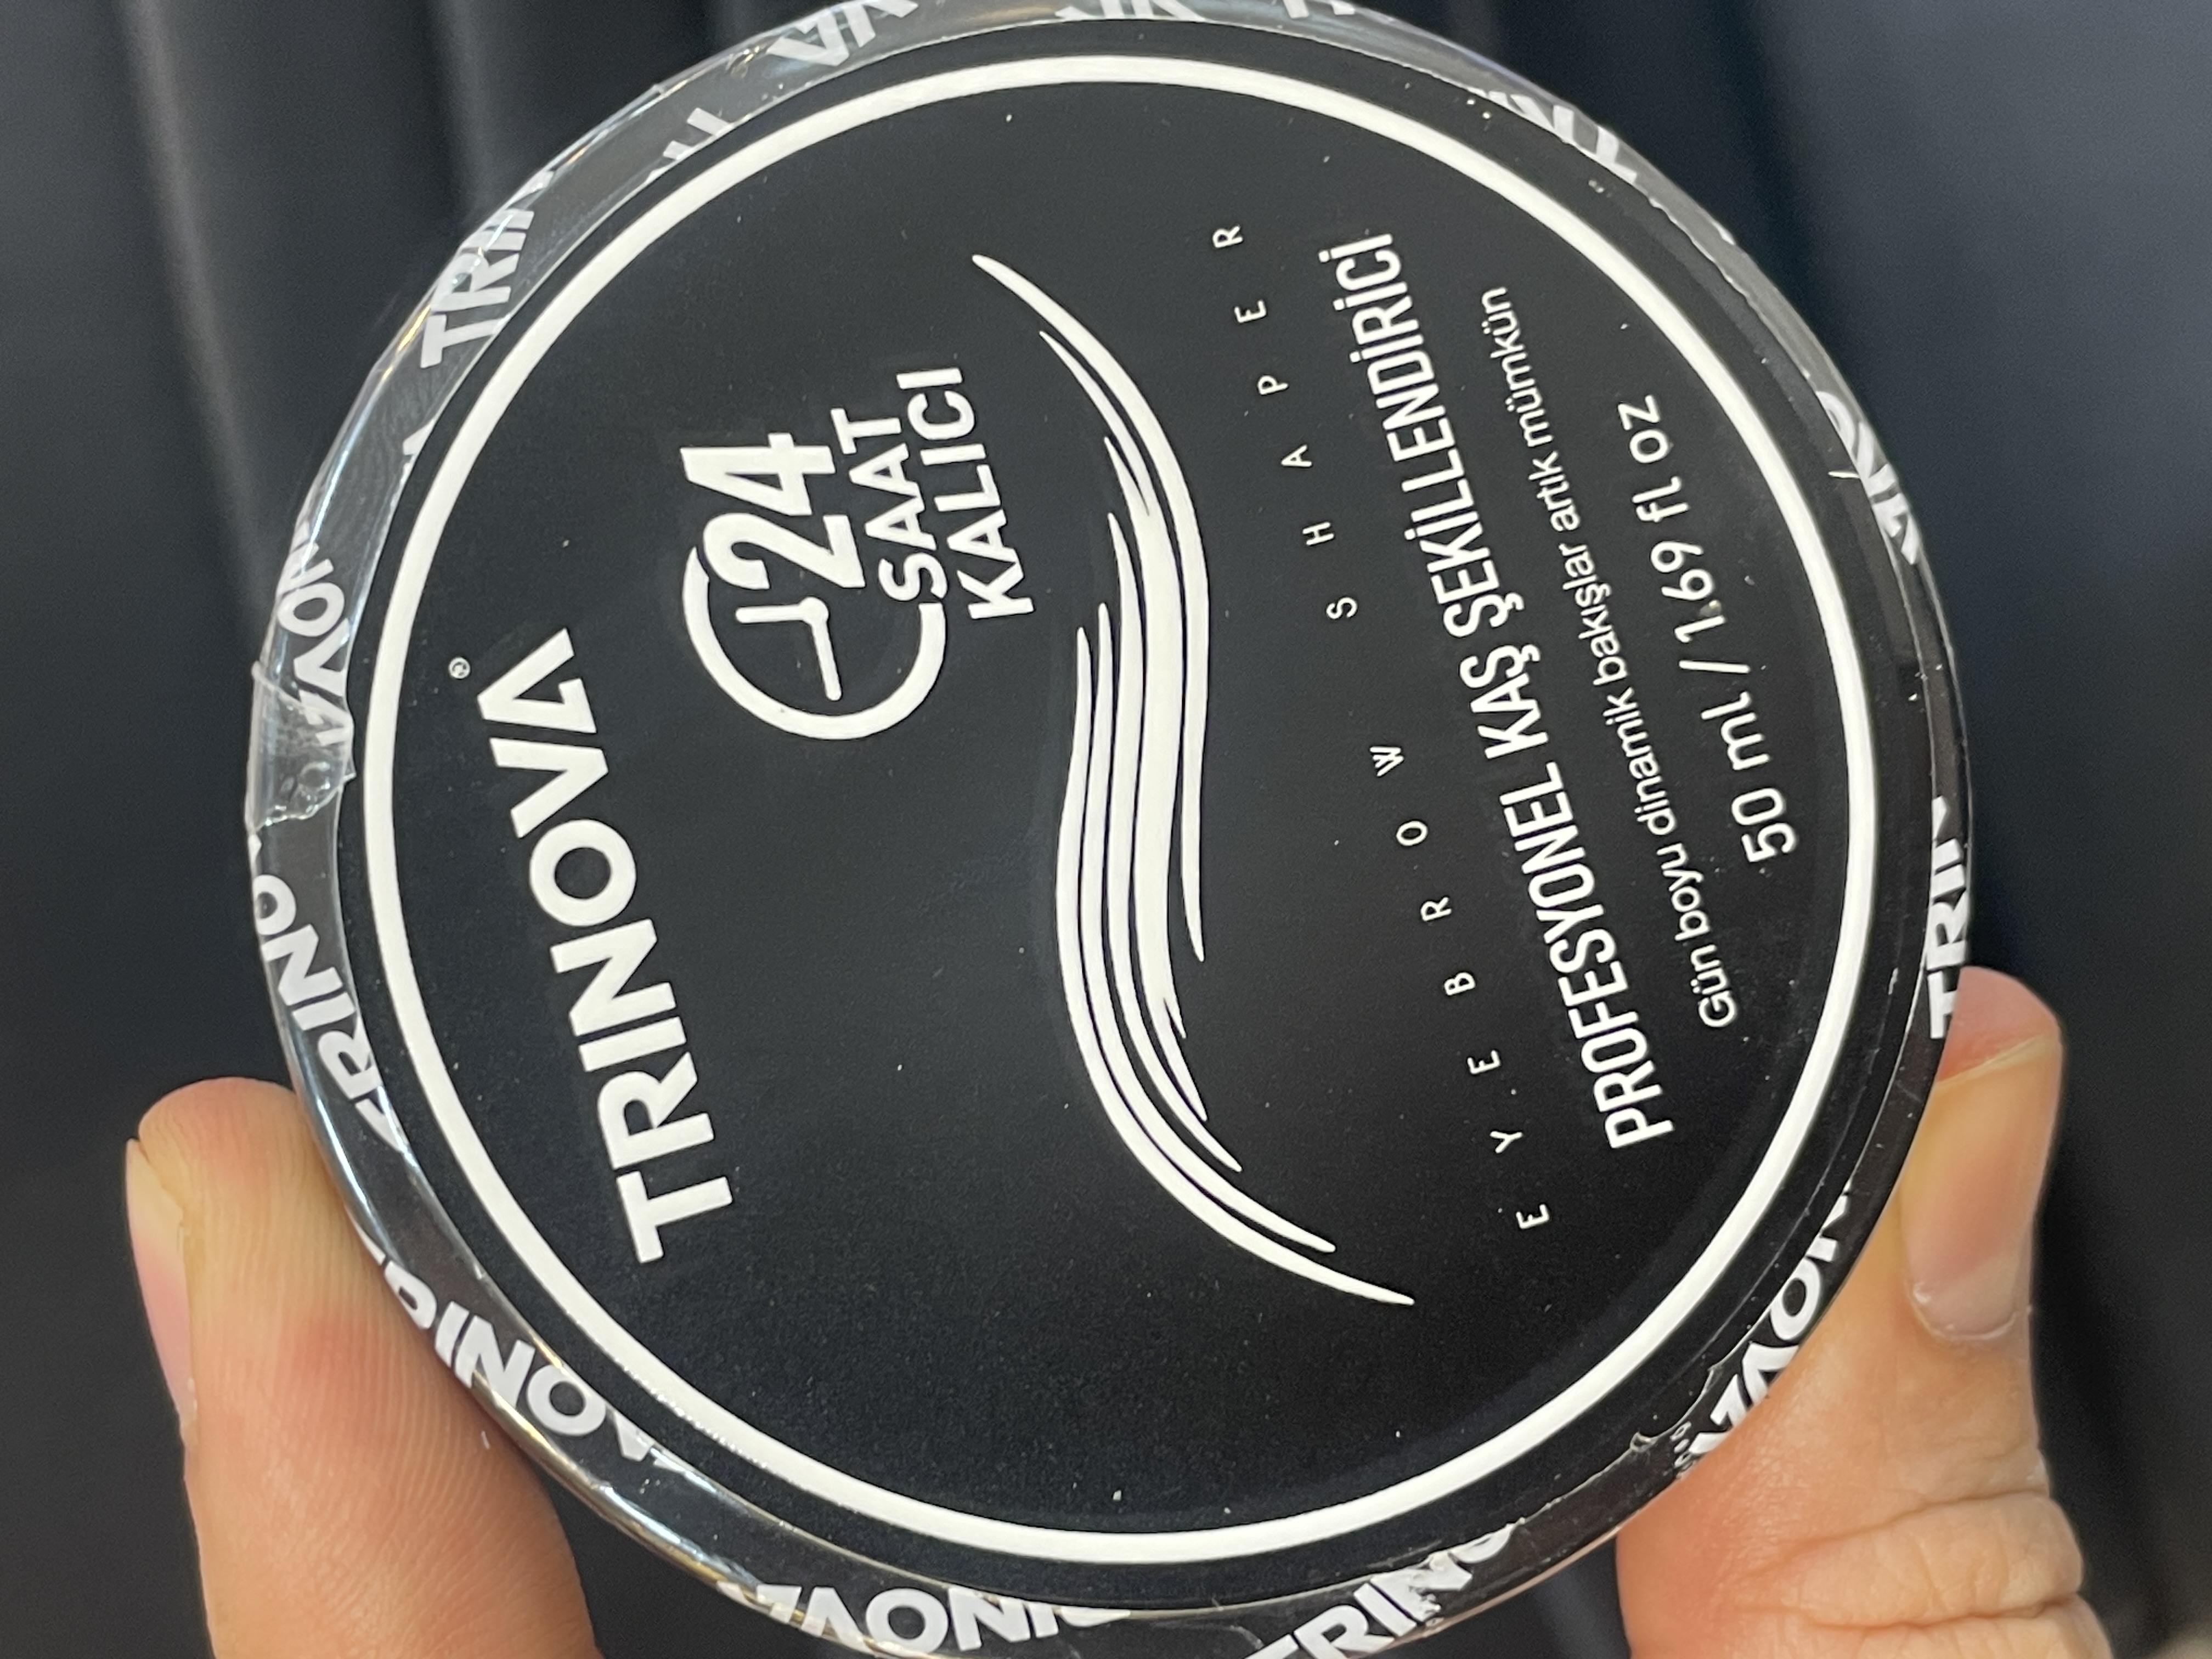 TRINOVA®
24
SAAT
KALICI
EYEBROW SHAPER
PROFESYONEL KAŞ ŞEKİLLENDİRİCİ
Gün boyu dinamik bakışlar artık mümkün
50 ml / 1.69 fl oz